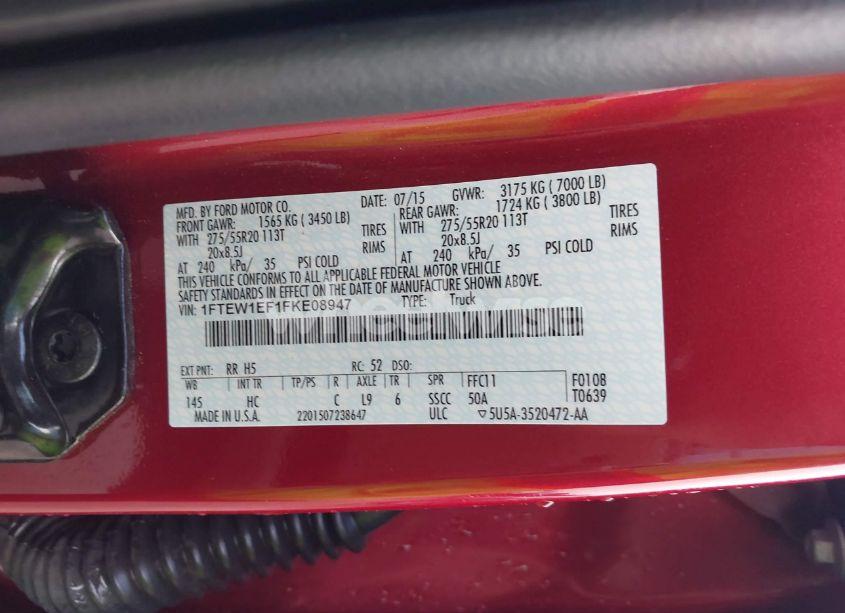 MFD. BY FORD MOTOR CO. DATE: 07/15 GVWR: 3175 KG ( 7000 LB)
FRONT GAWR: 1565 KG ( 3450 LB) REAR GAWR: 1724 KG ( 3800 LB)
WITH 275/55R20 113T TIRES WITH 275/55R20 113T TIRES
20x8.5J RIMS 20x8.5J RIMS
AT 240 kPa/ 35 PSI COLD AT 240 kPa/ 35 PSI COLD
THIS VEHICLE CONFORMS TO ALL APPLICABLE FEDERAL MOTOR VEHICLE
SAFETY STANDARDS IN EFFECT ON THE DATE OF MANUFACTURE SHOWN ABOVE.
VIN: 1FTEW1EF1FKE08947 TYPE: Truck
EXT PNT: RR H5 RC: 52 DSO:
WB INT TR TP/PS R AXLE TR SPR FFC11 F0108
145 HC C L9 6 SSCC 50A T0639
MADE IN U.S.A. 2201507238647 ULC ▽5U5A-3520472-AA